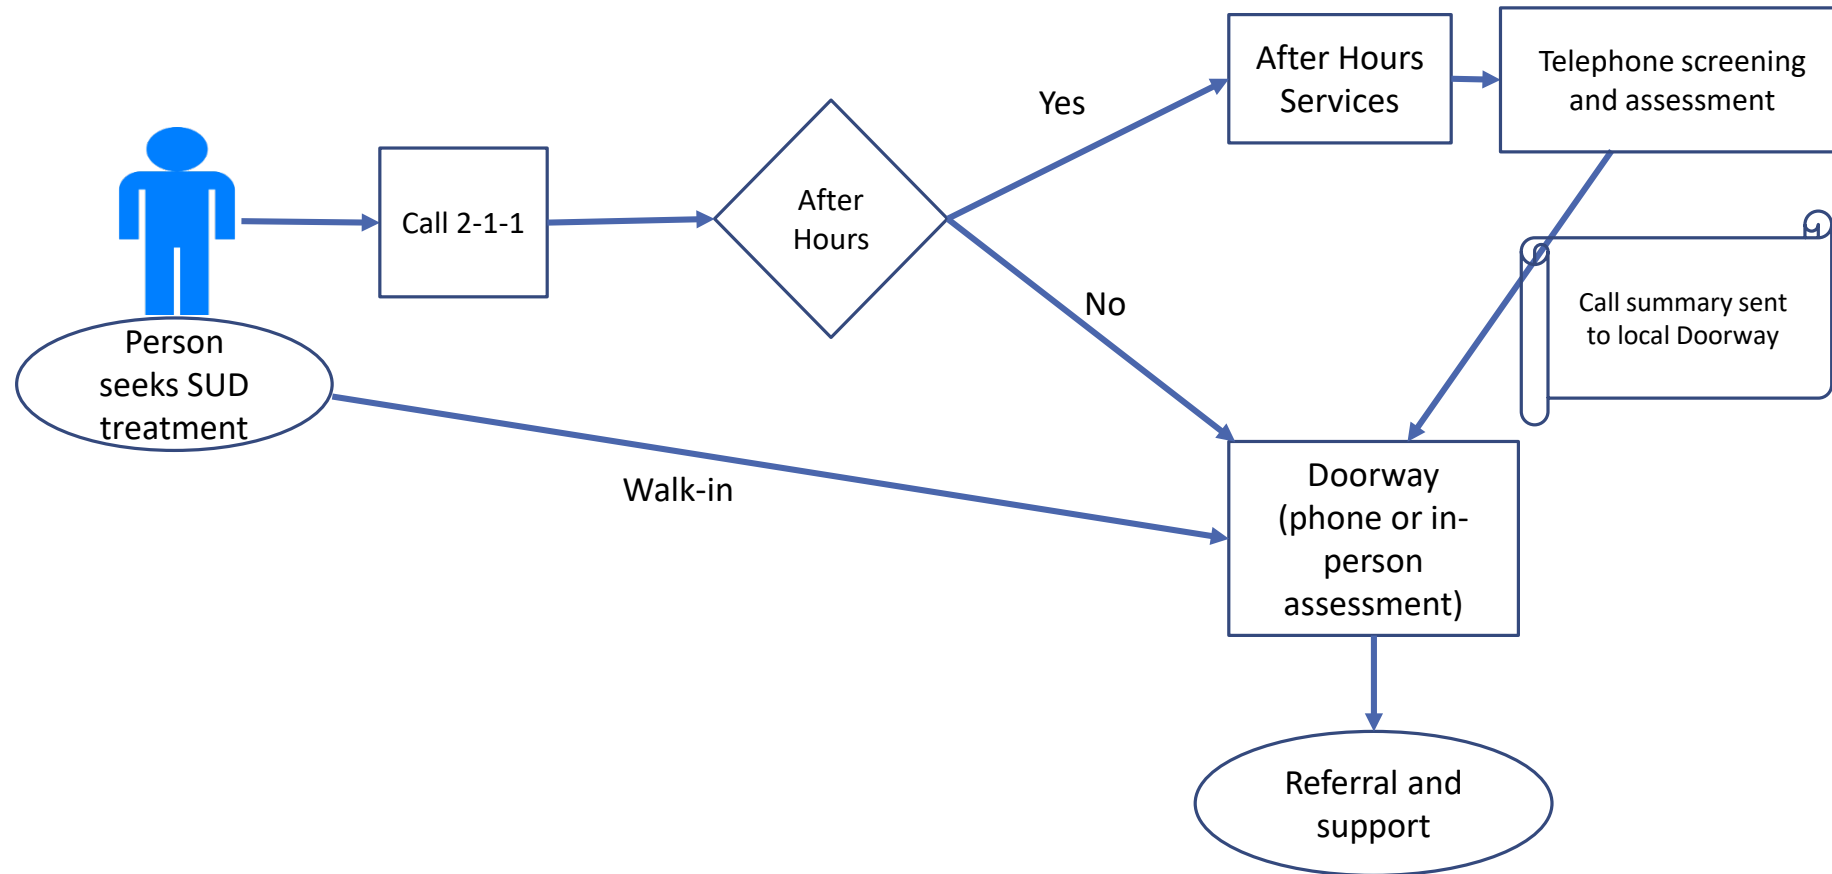 Person
seeks SUD
treatment
Call 2-1-1
After
Hours
Yes
No
Walk-in
After Hours
Services
Telephone screening
and assessment
Call summary sent
to local Doorway
Doorway
(phone or in-
person
assessment)
Referral and
support